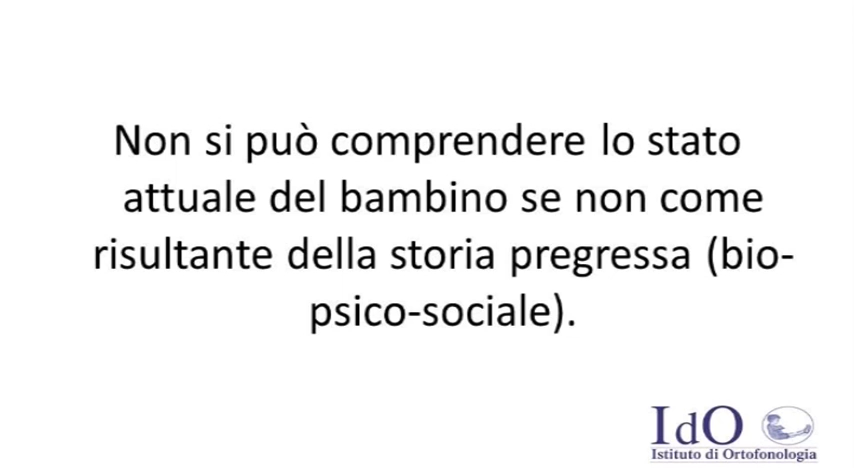 Non si può comprendere lo stato
attuale del bambino se non come
risultante della storia pregressa (bio-
psico-sociale).
IdO
Istituto di Ortofonologia